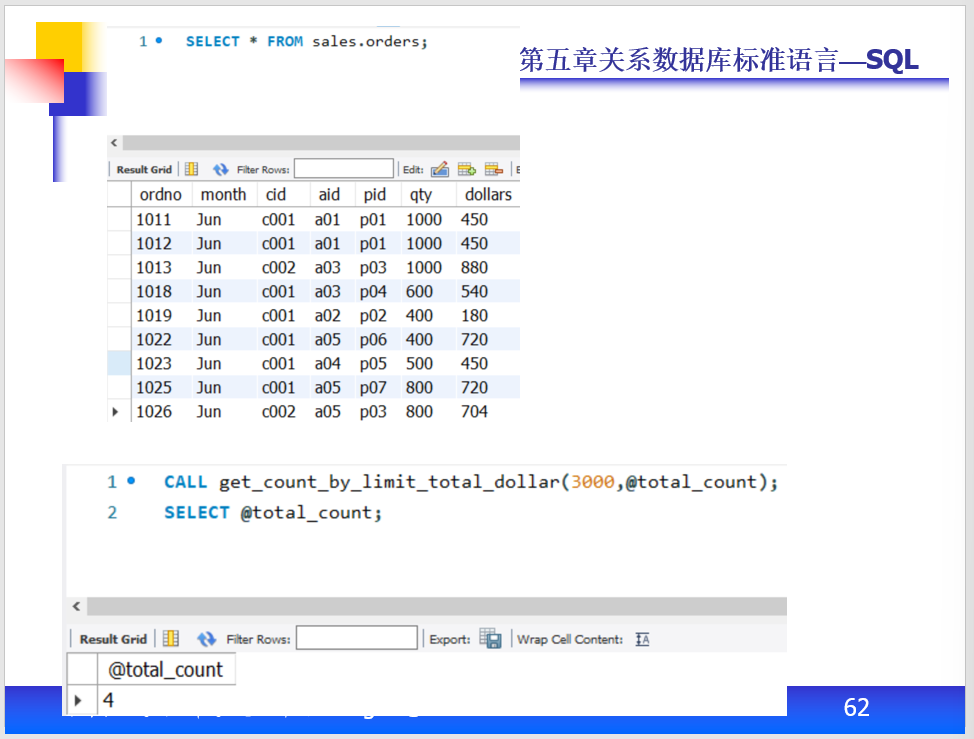 1 SELECT * FROM sales.orders;
第五章关系数据库标准语言—SQL
Result Grid Filter Rows: Edit:
ordno month cid aid pid qty dollars
1011 Jun c001 a01 p01 1000 450
1012 Jun c001 a01 p01 1000 450
1013 Jun c002 a03 p03 1000 880
1018 Jun c001 a03 p04 600 540
1019 Jun c001 a02 p02 400 180
1022 Jun c001 a05 p06 400 720
1023 Jun c001 a04 p05 500 450
1025 Jun c001 a05 p07 800 720
1026 Jun c002 a05 p03 800 704
1 CALL get_count_by_limit_total_dollar(3000,@total_count);
2 SELECT @total_count;
Result Grid Filter Rows: Export: Wrap Cell Content: IA
@total_count
4
62